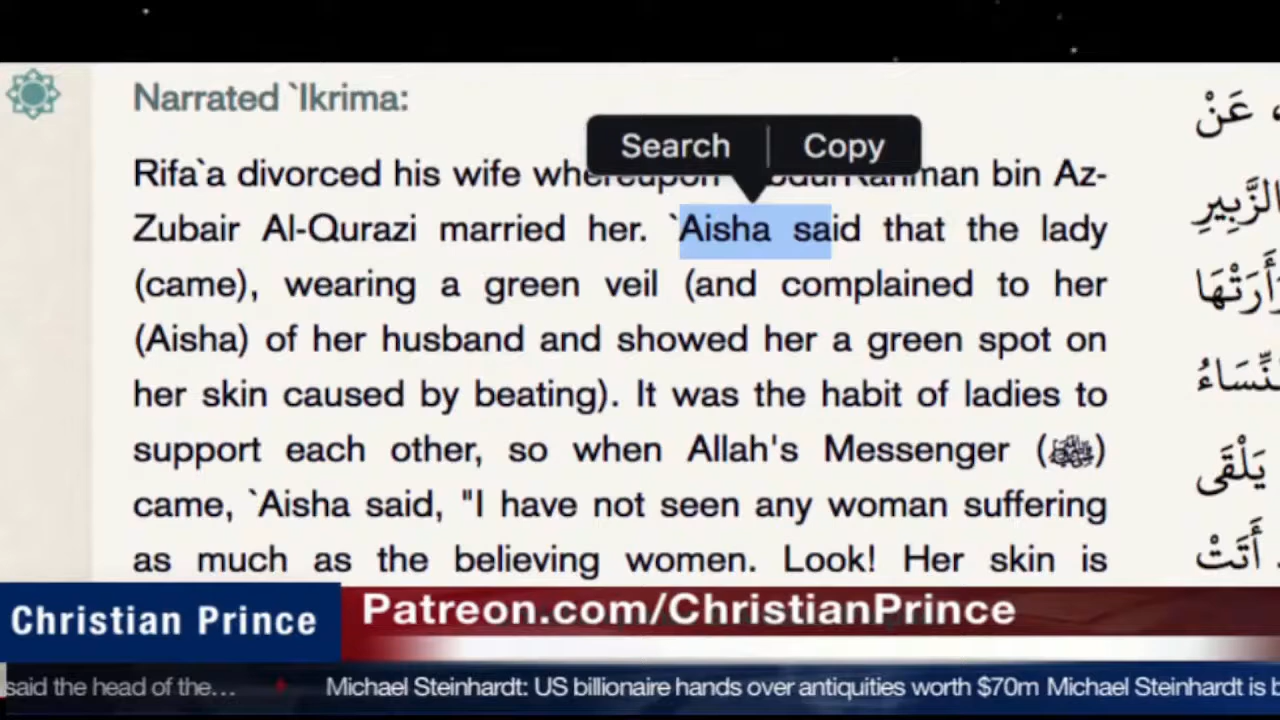 Narrated `Ikrima:
Search
Copy
Rifa`a divorced his wife whereupon `AbdurRahman bin Az-
Zubair Al-Qurazi married her. `Aisha said that the lady
(came), wearing a green veil (and complained to her
(Aisha) of her husband and showed her a green spot on
her skin caused by beating). It was the habit of ladies to
support each other, so when Allah's Messenger (ﷺ)
came, `Aisha said, "I have not seen any woman suffering
as much as the believing women. Look! Her skin is
عَنْ
الزَّبِيرِ
النِّسَاءُ
يَلْقَى
أَتَتْ
Christian Prince
Patreon.com/ChristianPrince
said the head of the...
Michael Steinhardt: US billionaire hands over antiquities worth $70m Michael Steinhardt is b